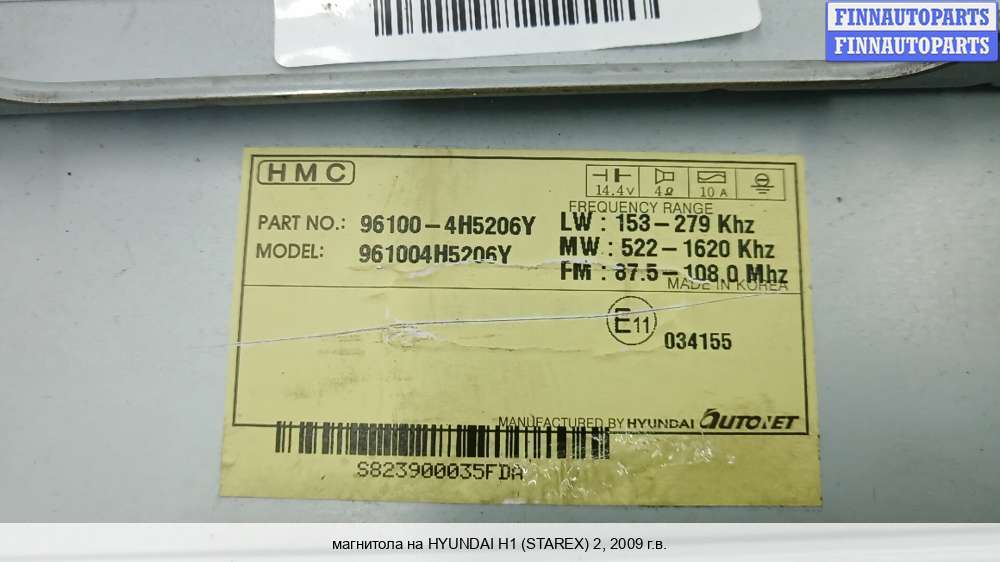 FINNAUTOPARTS
FINNAUTOPARTS
HMC
14.4V 4Ω 10A
PART NO.: 96100-4H5206Y
MODEL: 961004H5206Y
FREQUENCY RANGE
LW : 153-279 Khz
MW : 522-1620 Khz
FM : 87.5-108.0 Mhz
MADE IN KOREA
E11
034155
MANUFACTURED BY HYUNDAI AUTONET
S823900035FDA
магнитола на HYUNDAI H1 (STAREX) 2, 2009 г.в.